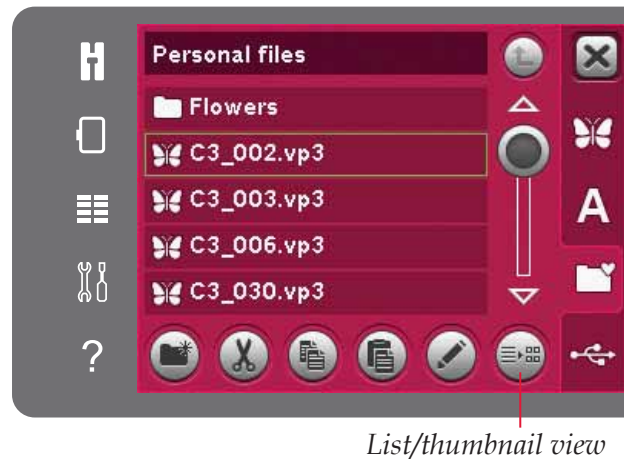 Personal files
Flowers
C3_002.vp3
C3_003.vp3
C3_006.vp3
A
C3_030.vp3
?
List/thumbnail view